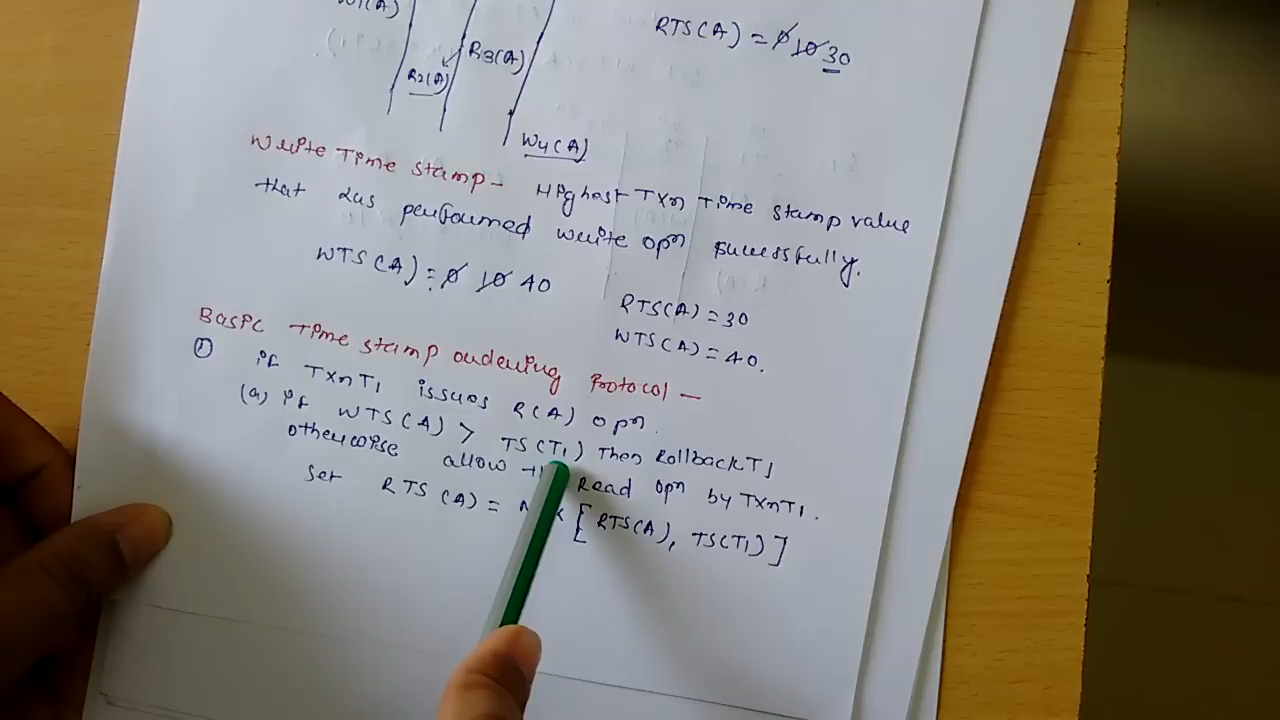 W1(A)
RTS(A) = 0 10 30
R3(A)
R2(A)
W4(A)
Write Time Stamp - Highest TXn Time stamp value
that has performed write opn successfully.
WTS(A) = 0 10 40
RTS(A) = 30
WTS(A) = 40.
Basic Time stamp ordering Protocol -
① if TXn T1 issues R(A) opn.
(a) if WTS(A) > TS(T1) Then Rollback T1
otherwise allow Read opn by TXn T1.
Set RTS(A) = [RTS(A), TS(T1)]